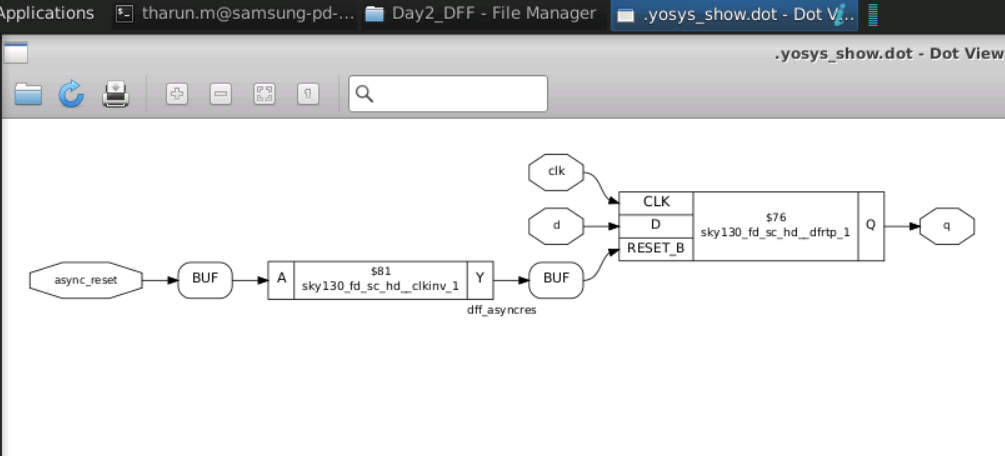 Applications
tharun.m@samsung-pd-...
Day2_DFF - File Manager
.yosys_show.dot - Dot V...
.yosys_show.dot - Dot View
clk
CLK
$76
d
D
sky130_fd_sc_hd__dfrtp_1
Q
q
RESET_B
async_reset
BUF
A
$81
sky130_fd_sc_hd__clkinv_1
Y
BUF
dff_asyncres